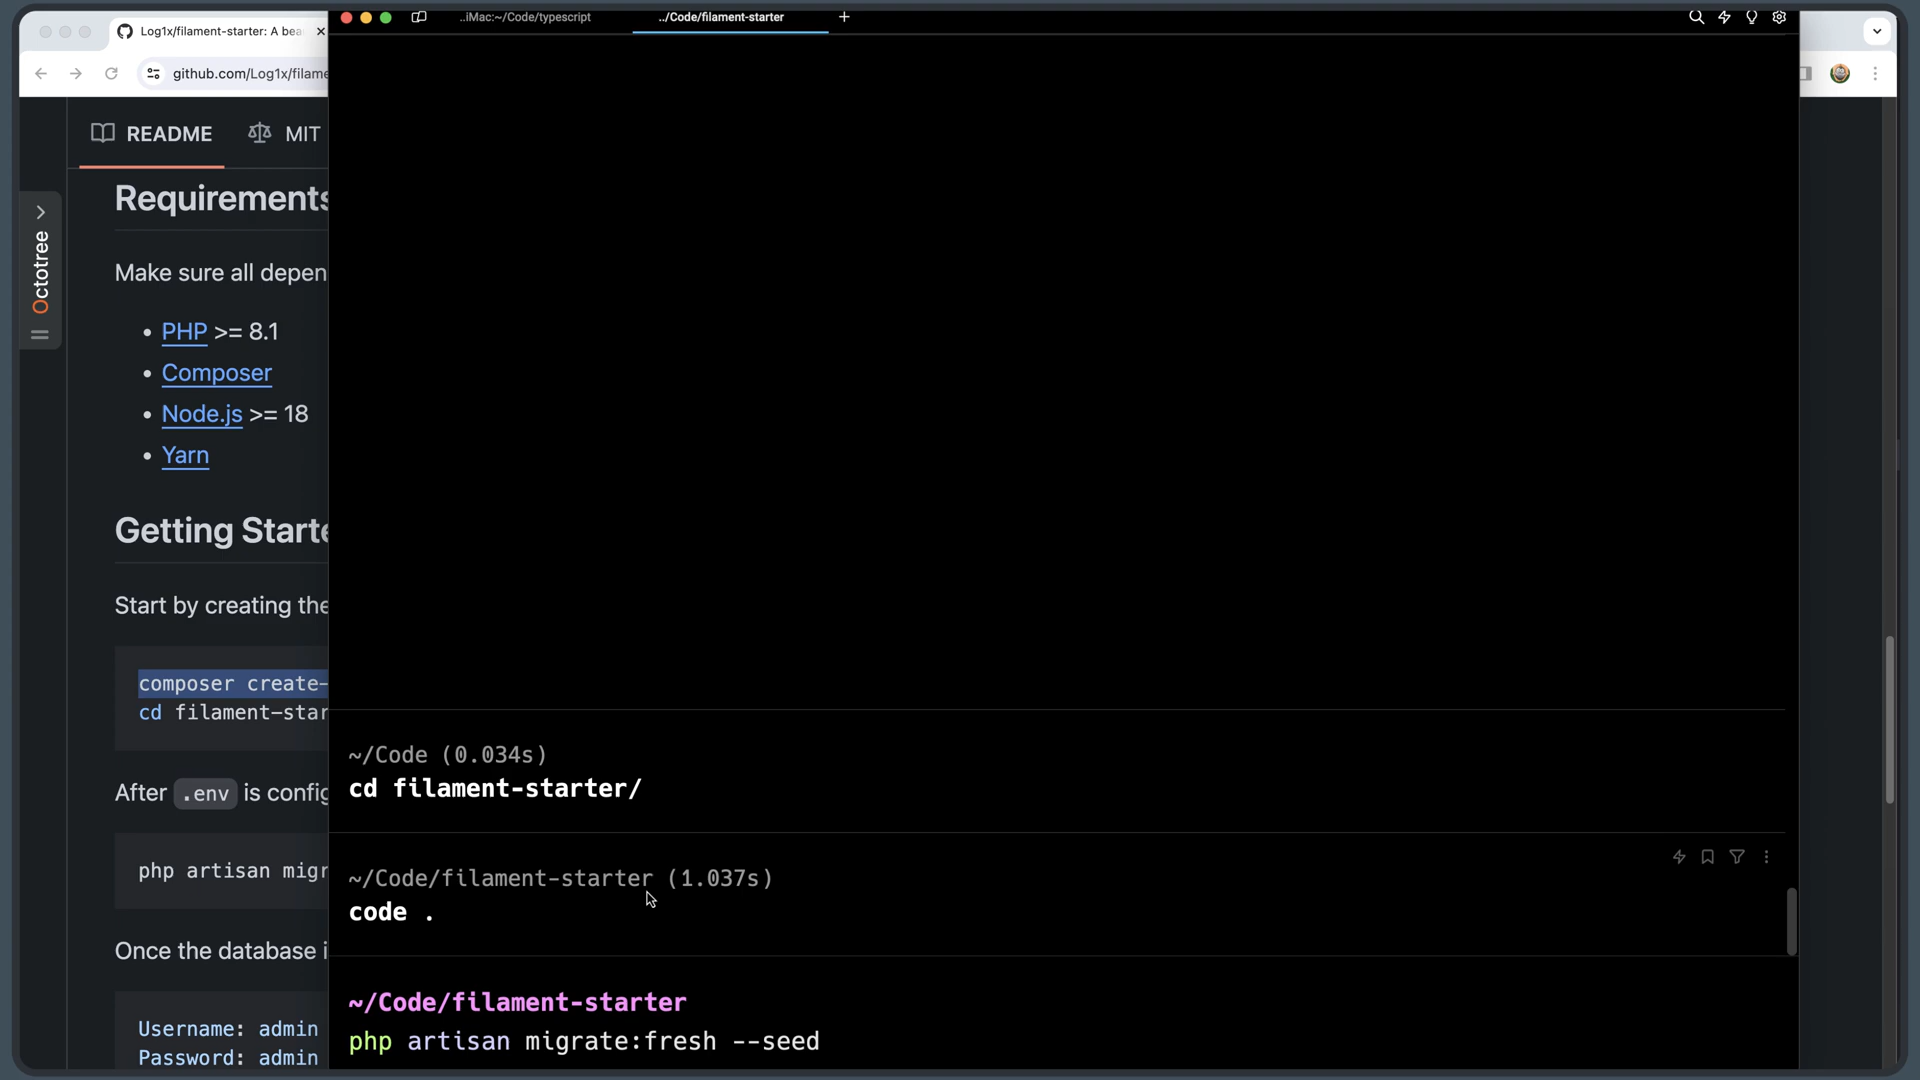 Log1x/filament-starter: A bea
github.com/Log1x/filame
..iMac:~/Code/typescript
../Code/filament-starter
README
MIT
Octotree
Requirements
Make sure all depen
PHP >= 8.1
Composer
Node.js >= 18
Yarn
Getting Starte
Start by creating the
composer create-
cd filament-star
After .env is config
php artisan migr
Once the database i
Username: admin
Password: admin
~/Code (0.034s)
cd filament-starter/
~/Code/filament-starter (1.037s)
code .
~/Code/filament-starter
php artisan migrate:fresh --seed